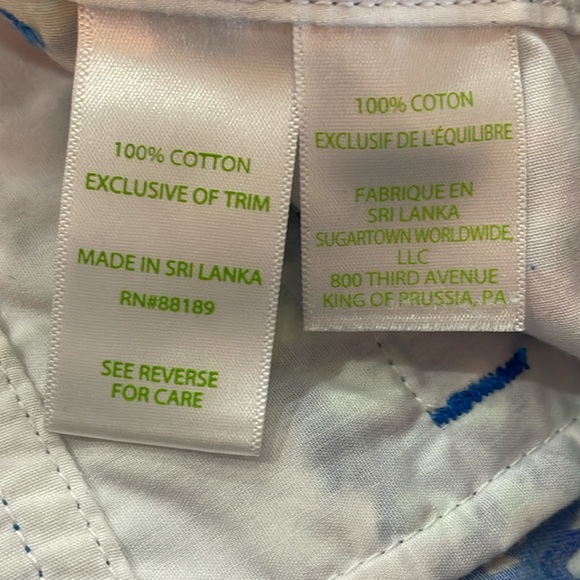 100% COTTON
EXCLUSIVE OF TRIM
MADE IN SRI LANKA
RN#88189
SEE REVERSE
FOR CARE
100% COTON
EXCLUSIF DE L'ÉQUILIBRE
FABRIQUE EN
SRI LANKA
SUGARTOWN WORLDWIDE,
LLC
800 THIRD AVENUE
KING OF PRUSSIA, PA